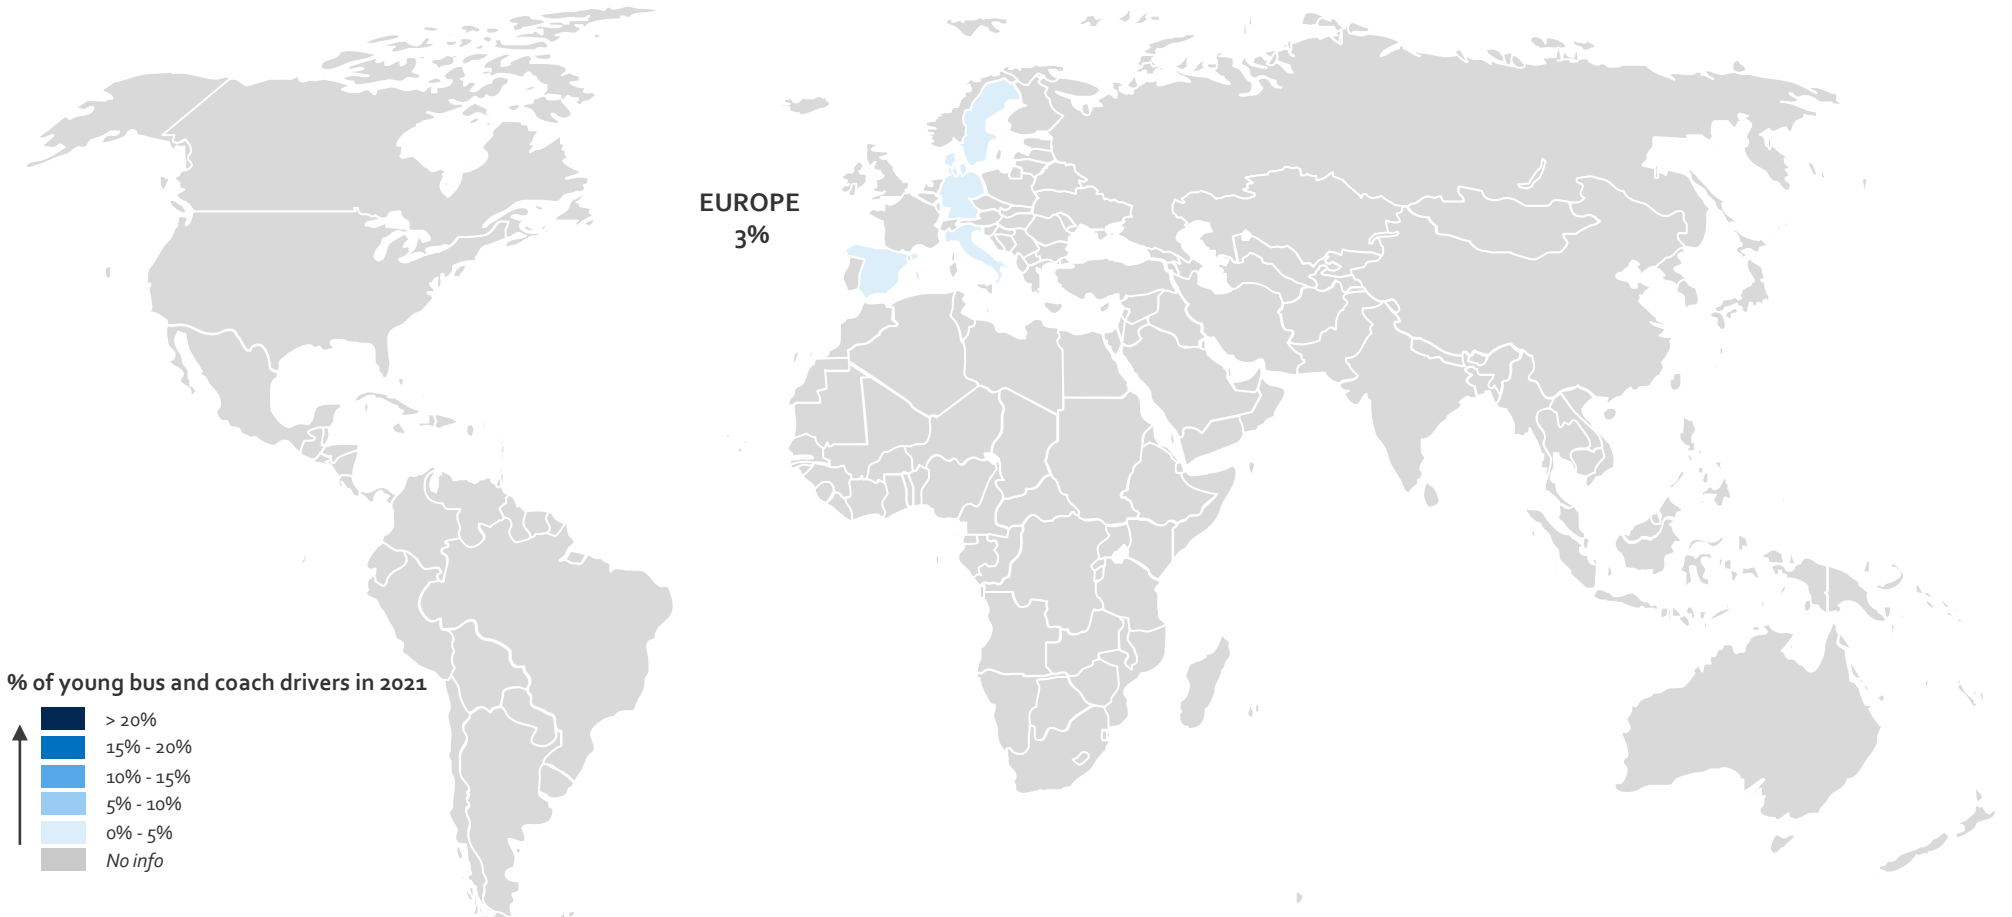 EUROPE
3%
% of young bus and coach drivers in 2021
> 20%
15% - 20%
10% - 15%
5% - 10%
0% - 5%
No info